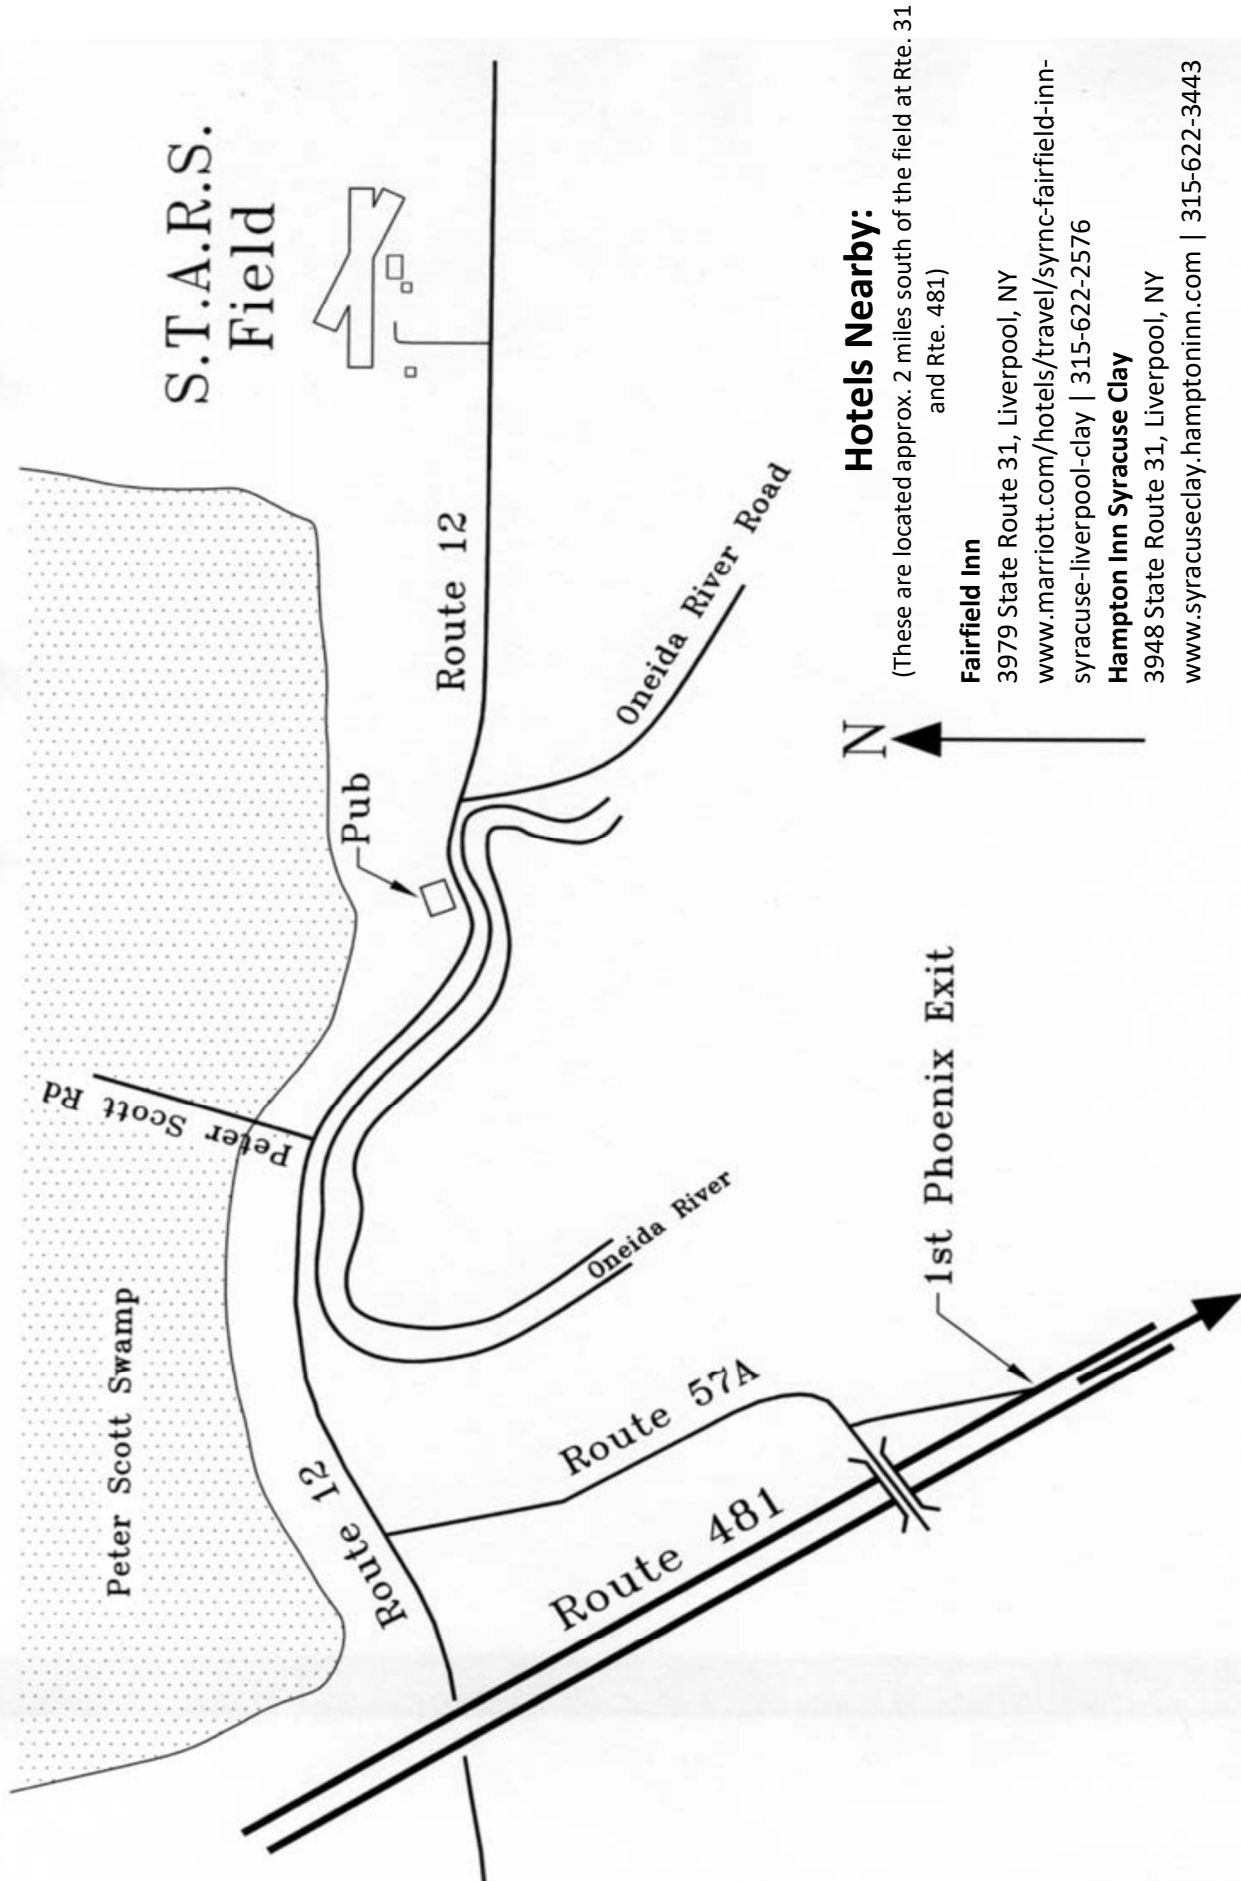 S.T.A.R.S.
Field
Peter Scott Swamp
Peter Scott Rd
Pub
Route 12
Route 12
Oneida River Road
Oneida River
Route 57A
Route 481
1st Phoenix Exit
N
Hotels Nearby:
(These are located approx. 2 miles south of the field at Rte. 31
and Rte. 481)
Fairfield Inn
3979 State Route 31, Liverpool, NY
www.marriott.com/hotels/travel/syrnc-fairfield-inn-
syracuse-liverpool-clay | 315-622-2576
Hampton Inn Syracuse Clay
3948 State Route 31, Liverpool, NY
www.syracuseclay.hamptoninn.com | 315-622-3443